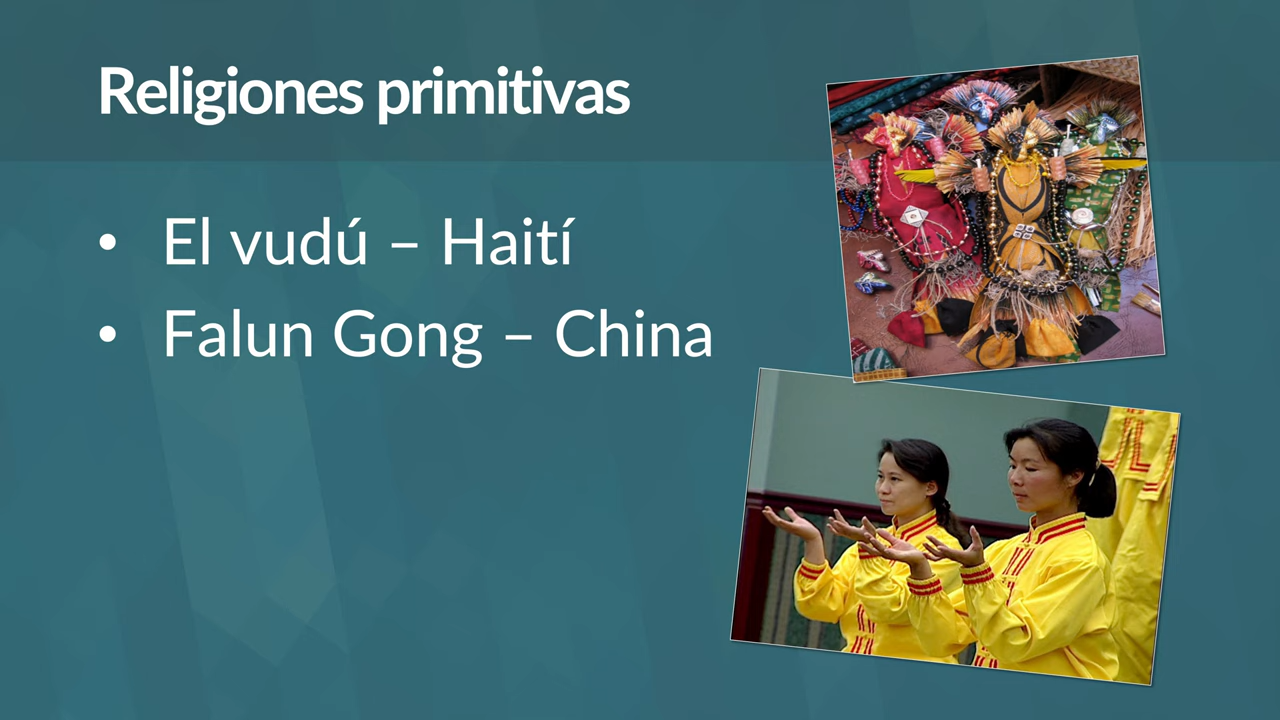 Religiones primitivas
• El vudú – Haití
• Falun Gong – China